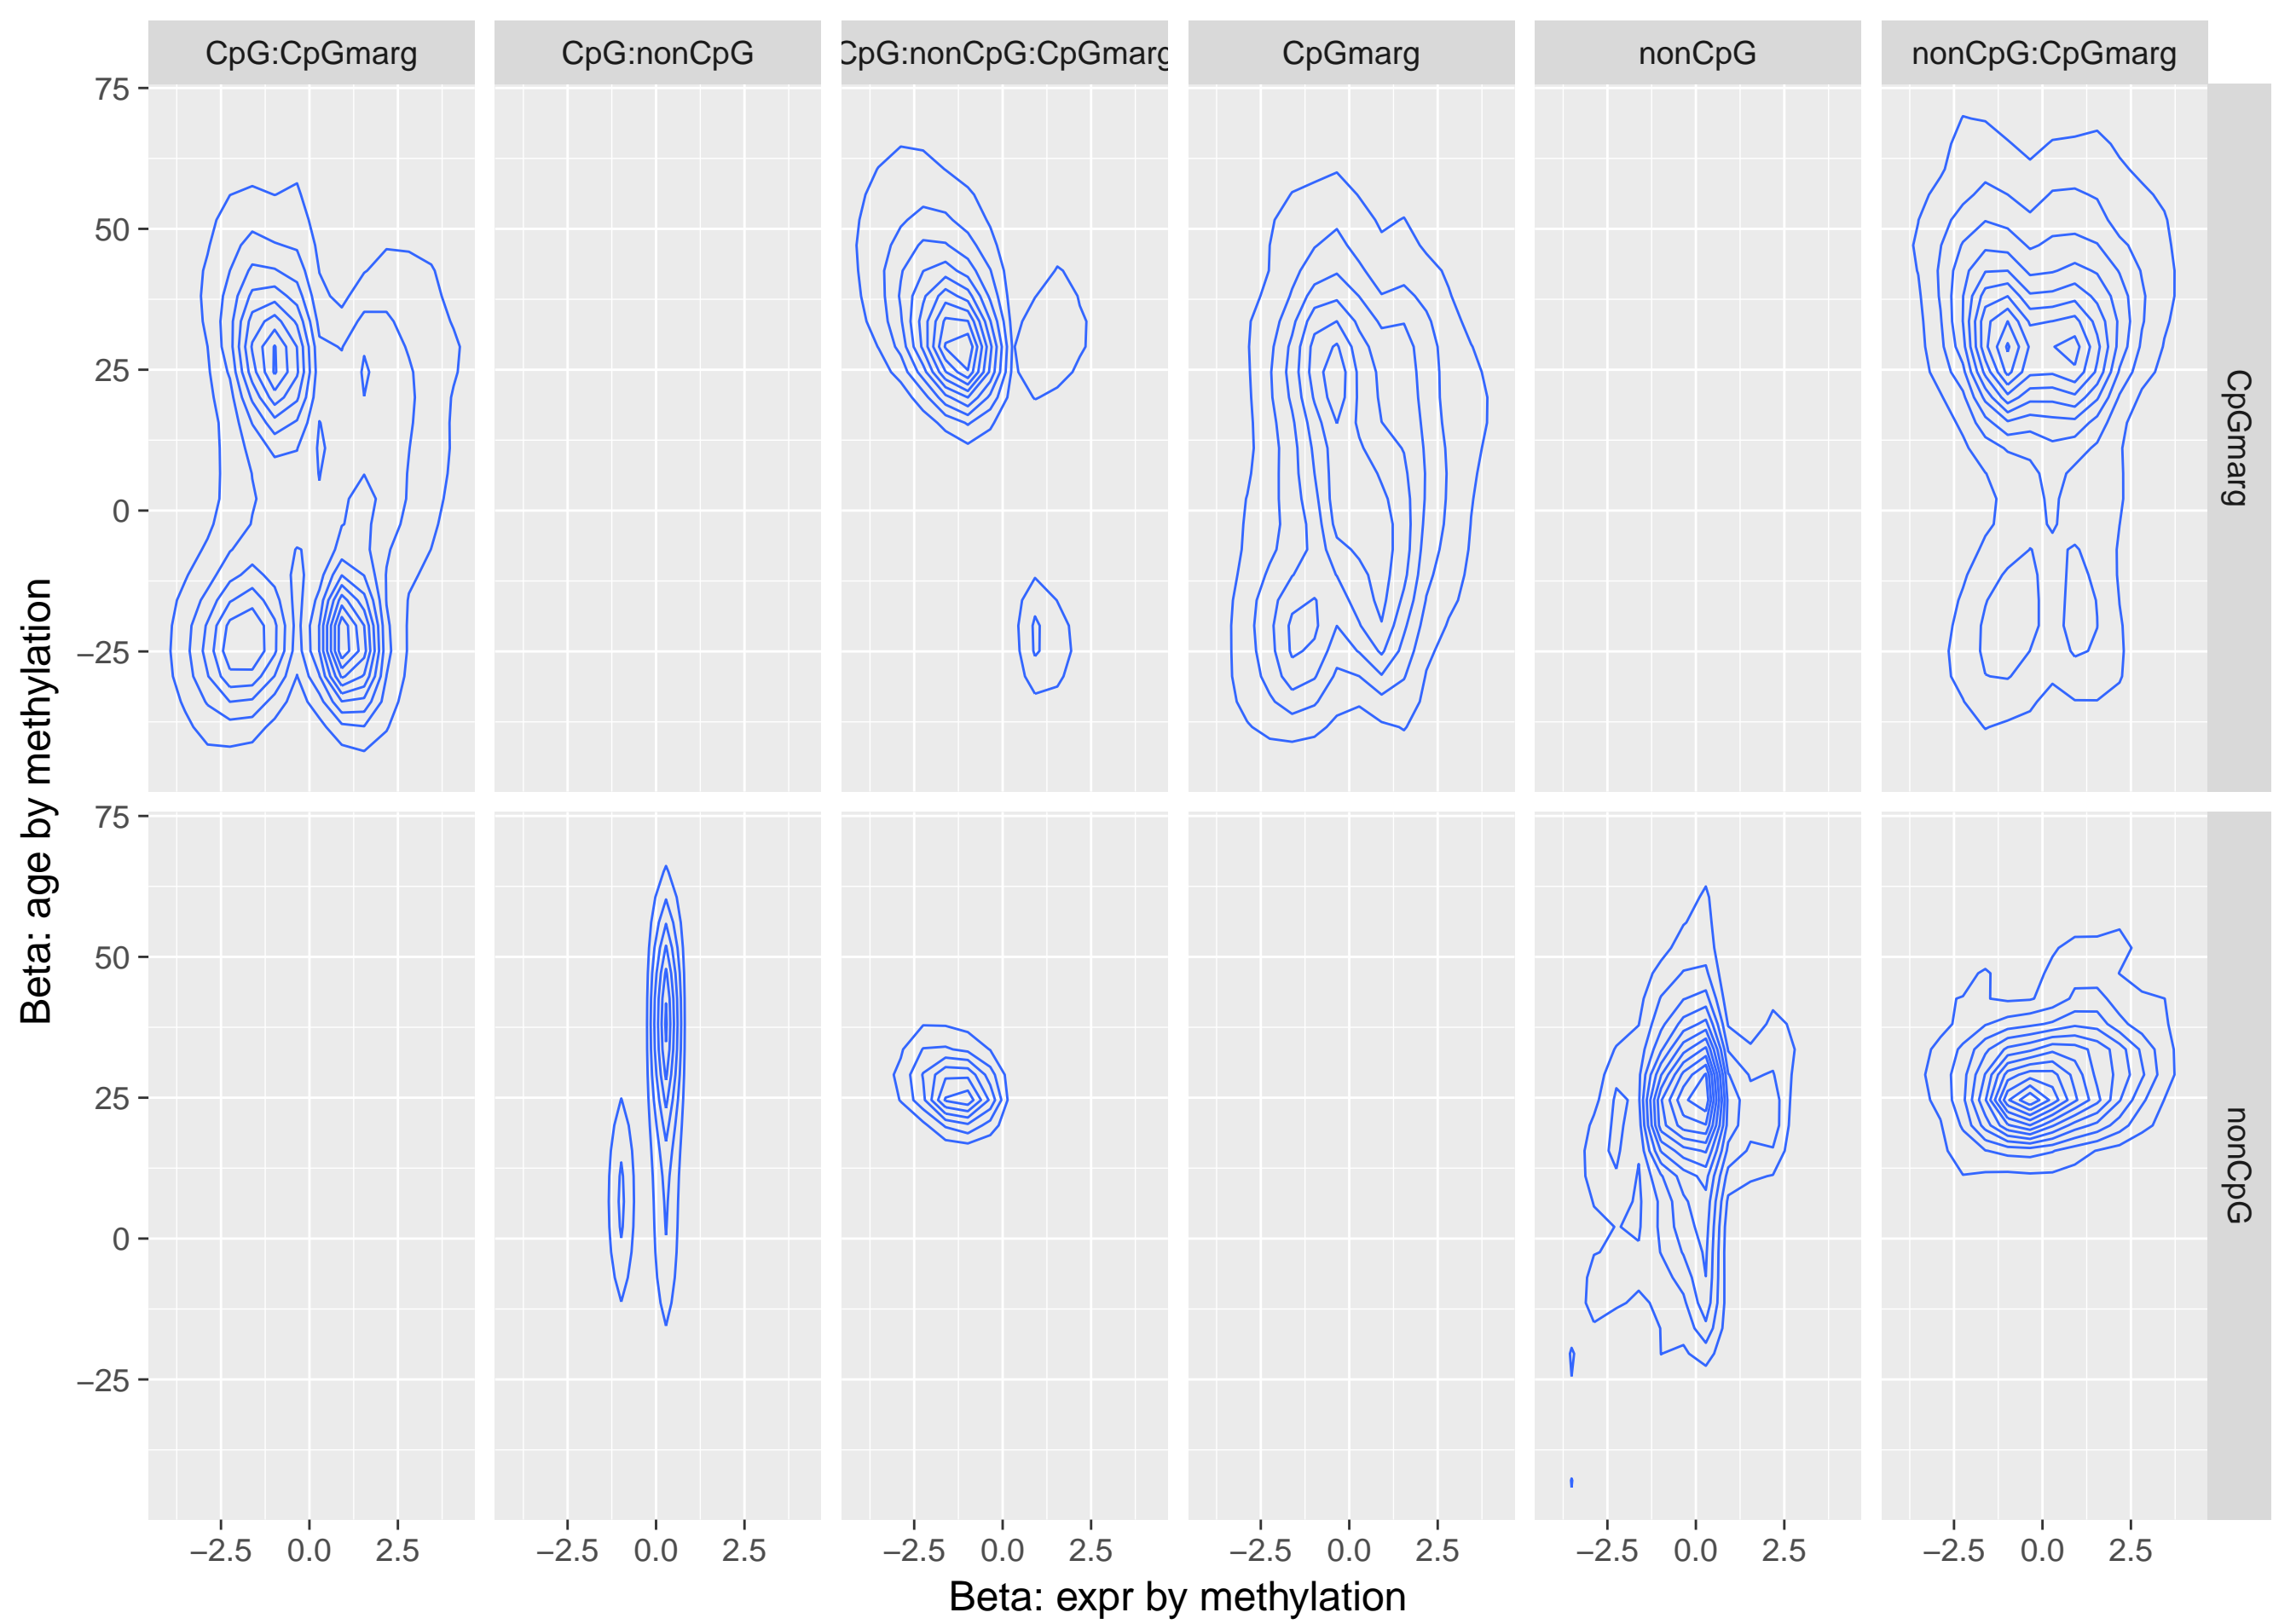 CpG:CpGmarg
CpG:nonCpG
CpG:nonCpG:CpGmarg
CpGmarg
nonCpG
nonCpG:CpGmarg
75
50
25
0
−25
CpGmarg
Beta: age by methylation
75
50
25
0
−25
nonCpG
−2.5 0.0 2.5
−2.5 0.0 2.5
−2.5 0.0 2.5
−2.5 0.0 2.5
−2.5 0.0 2.5
−2.5 0.0 2.5
Beta: expr by methylation